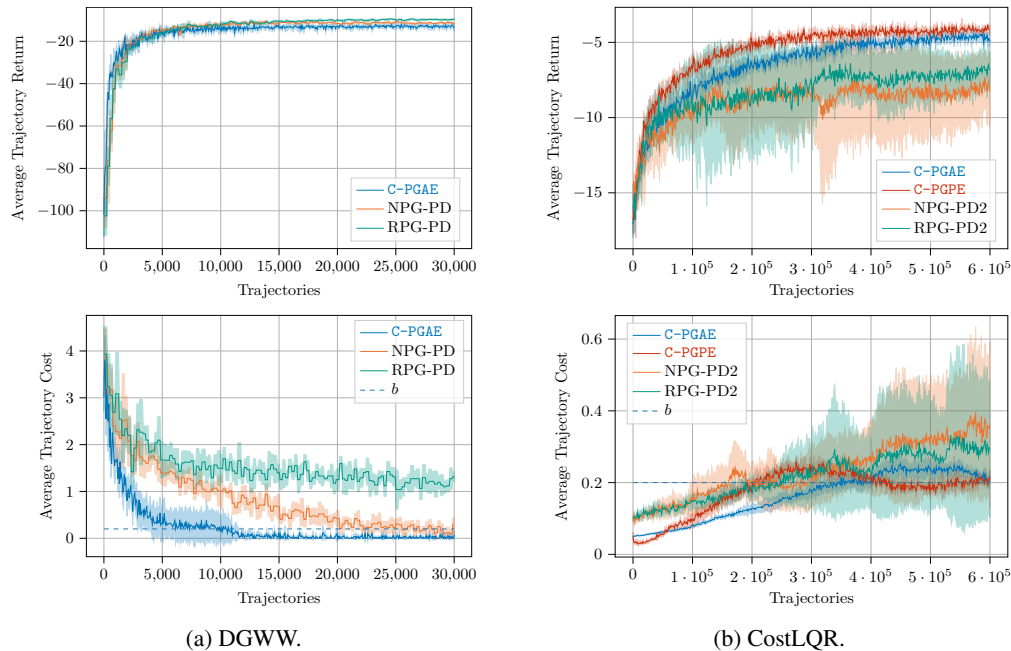 Average Trajectory Return
−20
−40
−60
−80
−100
C-PGAE
NPG-PD
RPG-PD
0
5,000
10,000
15,000
20,000
25,000
30,000
Trajectories
Average Trajectory Return
−5
−10
−15
C-PGAE
C-PGPE
NPG-PD2
RPG-PD2
0
1 · 10^5
2 · 10^5
3 · 10^5
4 · 10^5
5 · 10^5
6 · 10^5
Trajectories
Average Trajectory Cost
4
3
2
1
0
C-PGAE
NPG-PD
RPG-PD
b
0
5,000
10,000
15,000
20,000
25,000
30,000
Trajectories
(a) DGWW.
Average Trajectory Cost
0.6
0.4
0.2
0
C-PGAE
C-PGPE
NPG-PD2
RPG-PD2
b
0
1 · 10^5
2 · 10^5
3 · 10^5
4 · 10^5
5 · 10^5
6 · 10^5
Trajectories
(b) CostLQR.